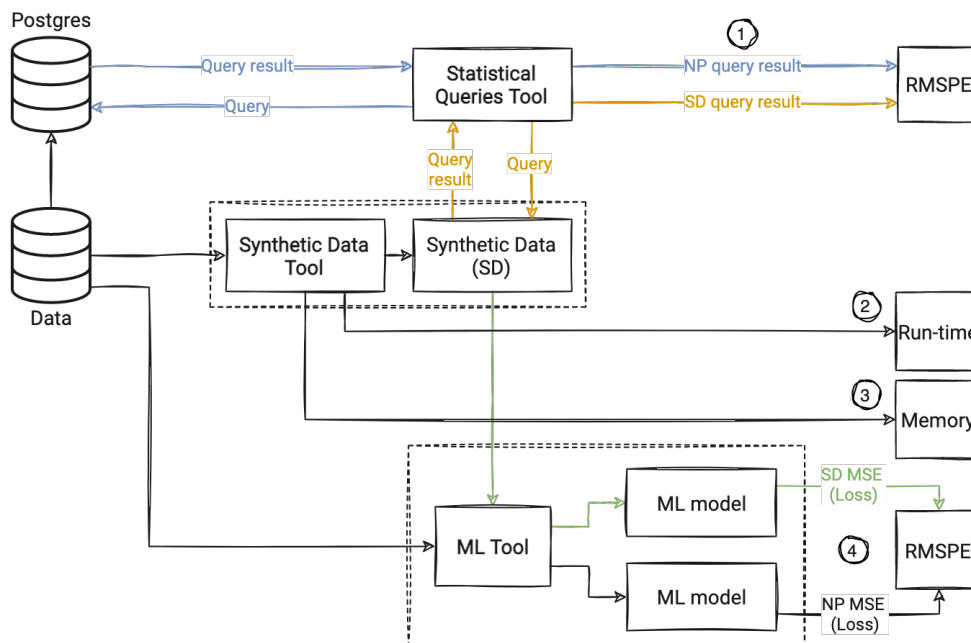 Postgres
1
Query result
Statistical
Queries Tool
NP query result
RMSPE
Query
SD query result
Query
result
Query
Synthetic Data
Tool
Synthetic Data
(SD)
Data
2
Run-time
3
Memory
SD MSE
(Loss)
ML model
ML Tool
4
RMSPE
ML model
NP MSE
(Loss)